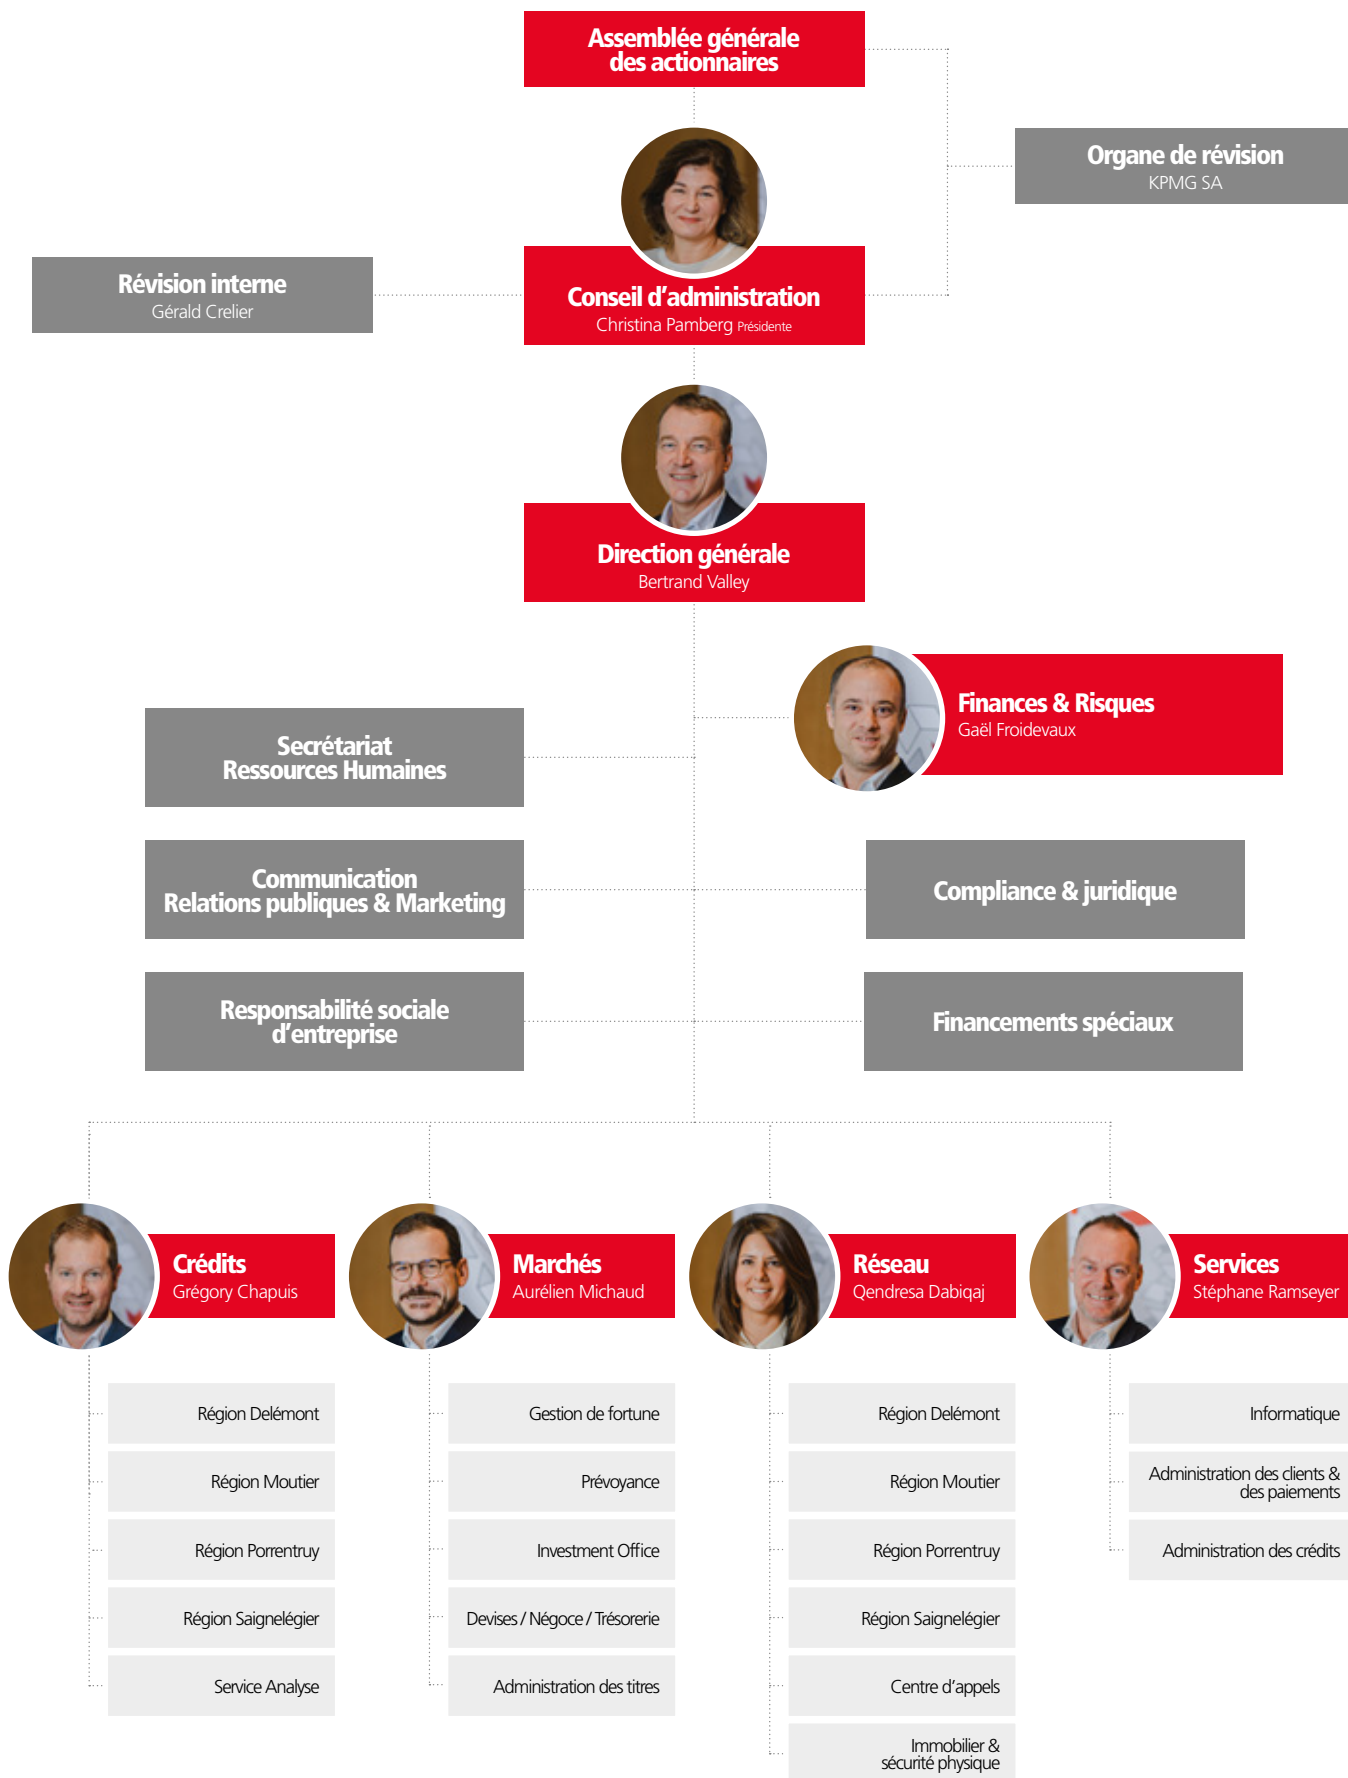 Assemblée générale
des actionnaires
Organe de révision
KPMG SA
Révision interne
Gérald Crelier
Conseil d'administration
Christina Pamberg Présidente
Direction générale
Bertrand Valley
Finances & Risques
Gaël Froidevaux
Secrétariat
Ressources Humaines
Communication
Relations publiques & Marketing
Compliance & juridique
Responsabilité sociale
d'entreprise
Financements spéciaux
Crédits
Grégory Chapuis
Région Delémont
Région Moutier
Région Porrentruy
Région Saignelégier
Service Analyse
Marchés
Aurélien Michaud
Gestion de fortune
Prévoyance
Investment Office
Devises / Négoce / Trésorerie
Administration des titres
Réseau
Qendresa Dabiqaj
Région Delémont
Région Moutier
Région Porrentruy
Région Saignelégier
Centre d'appels
Immobilier &
sécurité physique
Services
Stéphane Ramseyer
Informatique
Administration des clients &
des paiements
Administration des crédits